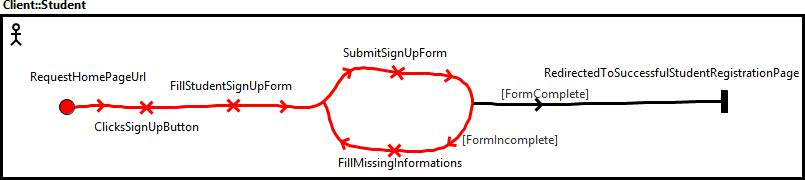 Client::Student
SubmitSignUpForm
RequestHomePageUrl
FillStudentSignUpForm
RedirectedToSuccessfulStudentRegistrationPage
[FormComplete]
ClicksSignUpButton
[FormIncomplete]
FillMissingInformations